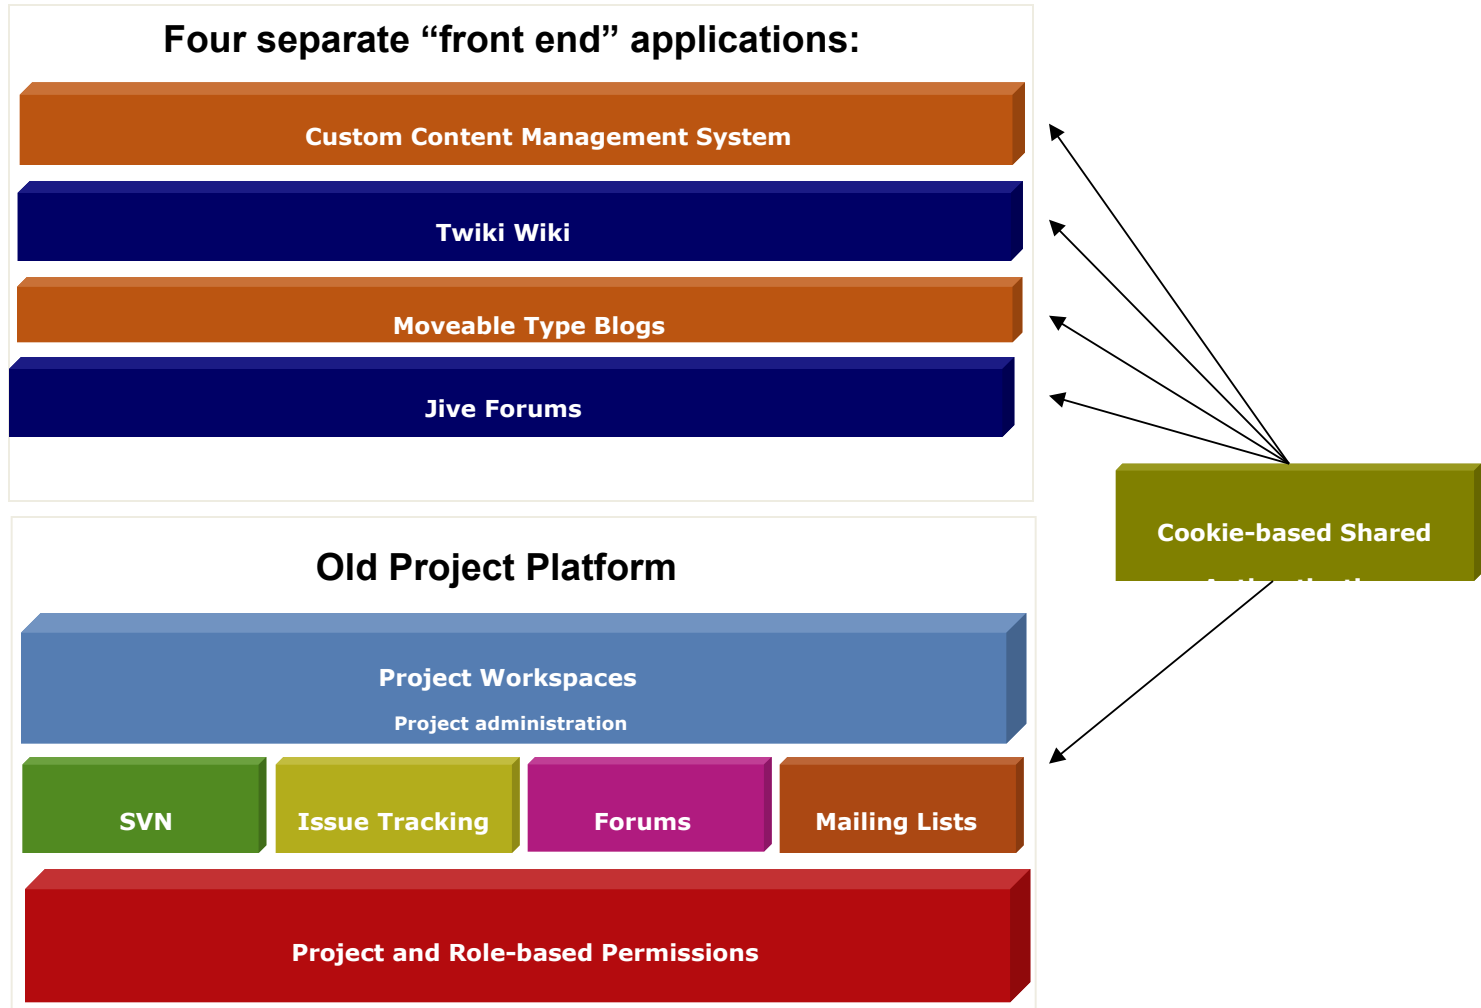 Four separate “front end” applications:
Custom Content Management System
Twiki Wiki
Moveable Type Blogs
Jive Forums
Cookie-based Shared
Old Project Platform
Project Workspaces
Project administration
SVN
Issue Tracking
Forums
Mailing Lists
Project and Role-based Permissions